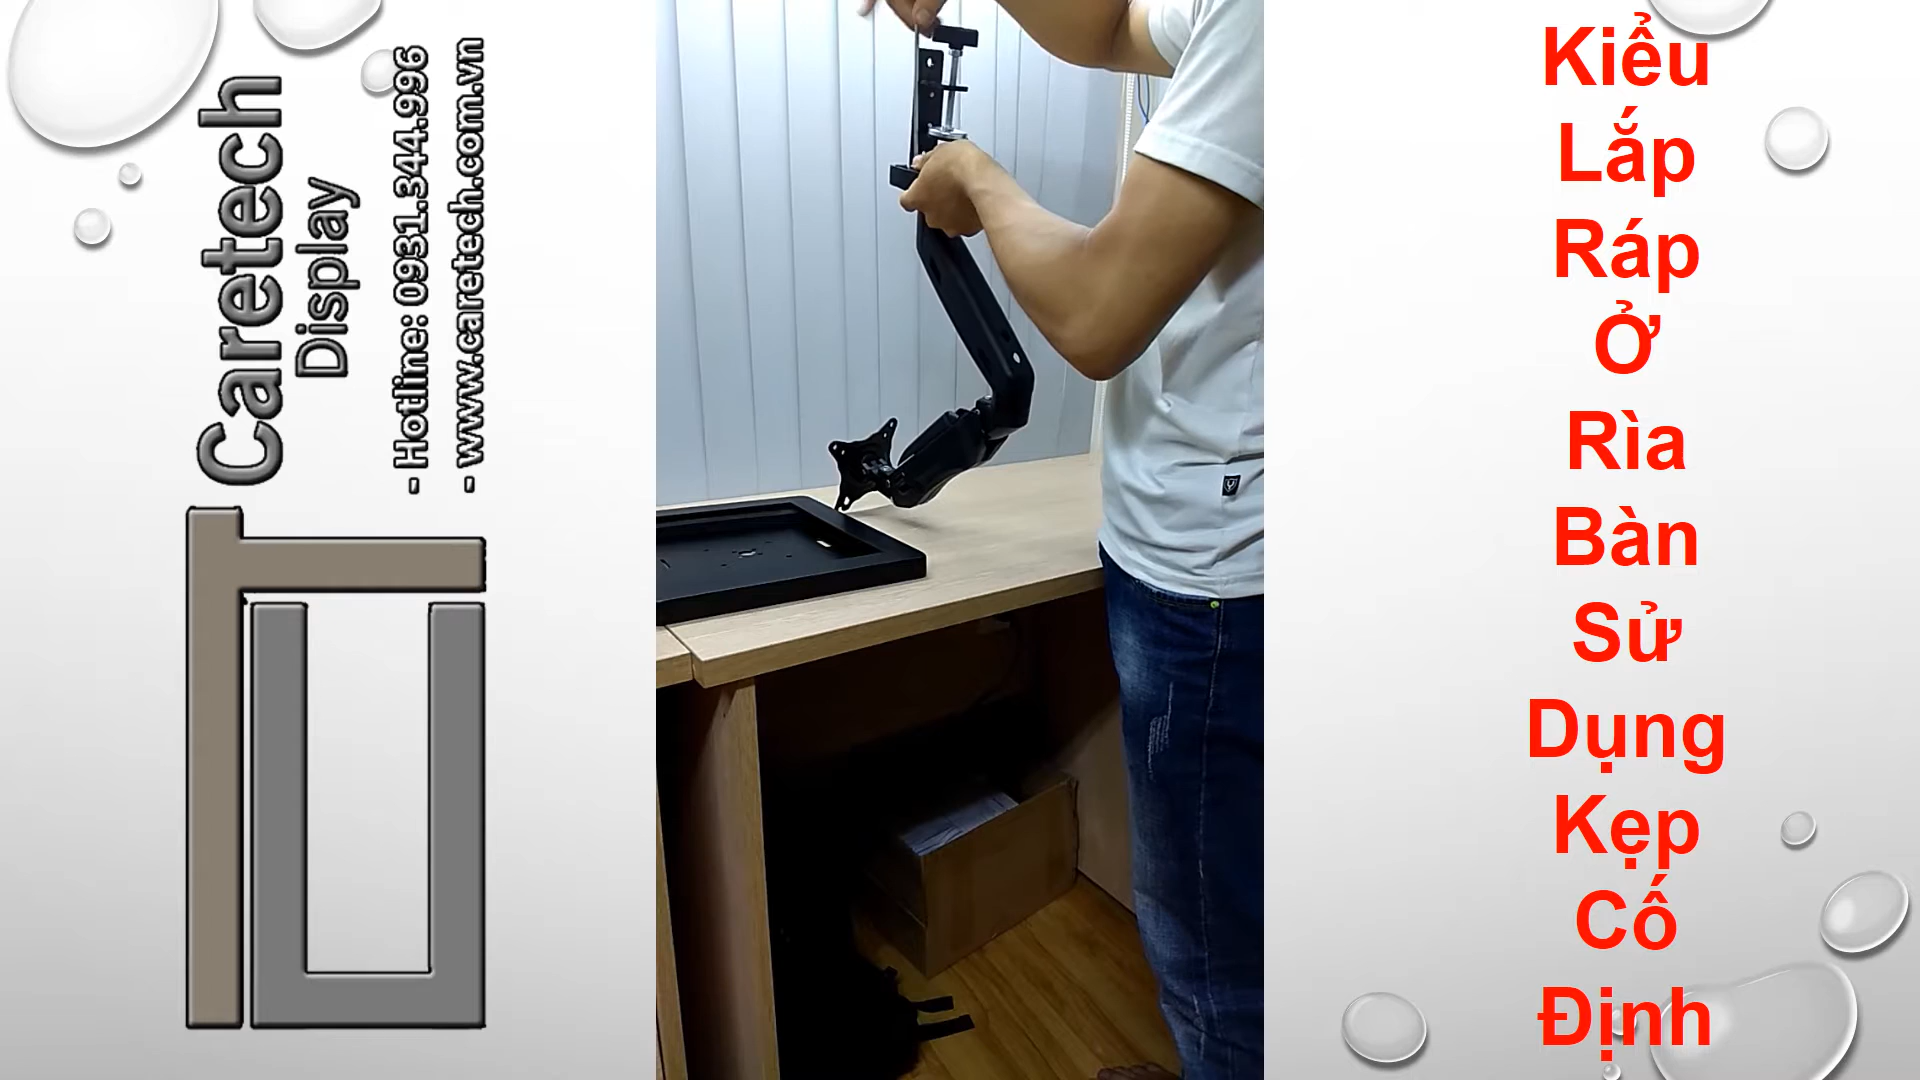 Caretech
Display
- Hotline: 0931.344.996
- www.caretech.com.vn
Kiểu
Lắp
Ráp
Ở
Rìa
Bàn
Sử
Dụng
Kẹp
Cố
Định